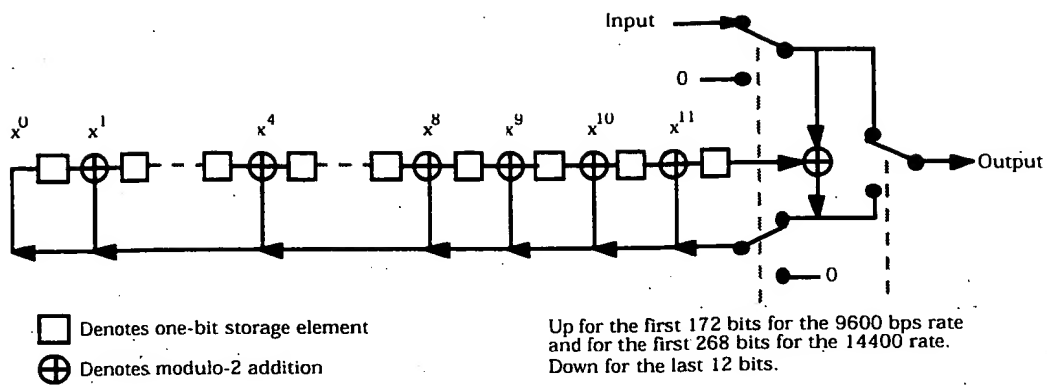 Input
0
x⁰ x¹ x⁴ x⁸ x⁹ x¹⁰ x¹¹
Output
0
Denotes one-bit storage element
Denotes modulo-2 addition
Up for the first 172 bits for the 9600 bps rate
and for the first 268 bits for the 14400 rate.
Down for the last 12 bits.